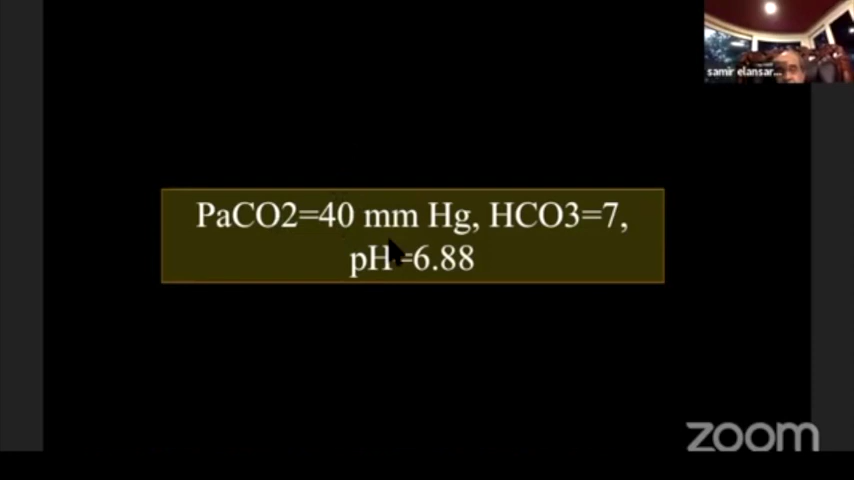 samir elansar...
PaCO2=40 mm Hg, HCO3=7,
pH =6.88
zoom